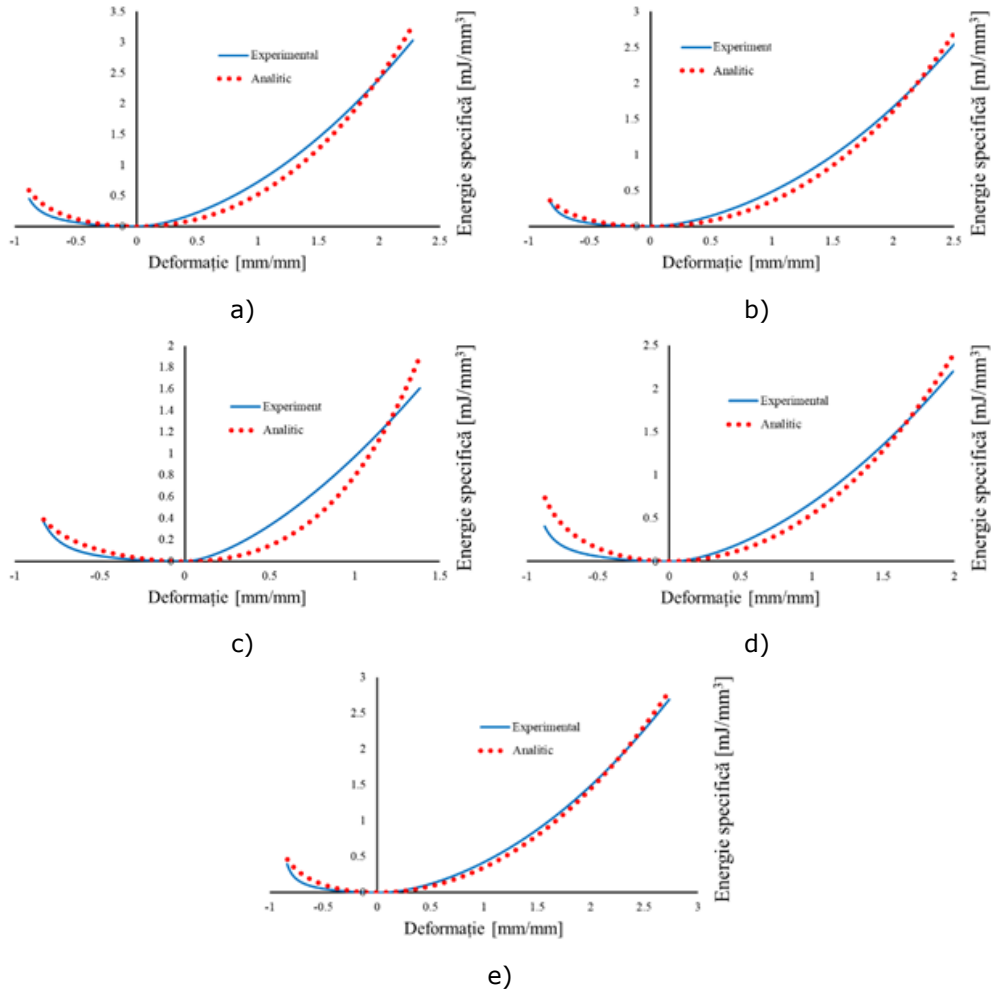 3.5
3
2.5
2
1.5
1
0.5
0
-1 -0.5 0 0.5 1 1.5 2 2.5
Experimental
Analitic
Deformație [mm/mm]
Energie specifică [mJ/mm³]
a)
3
2.5
2
1.5
1
0.5
0
-1 -0.5 0 0.5 1 1.5 2 2.5
Experiment
Analitic
Deformație [mm/mm]
Energie specifică [mJ/mm³]
b)
2
1.8
1.6
1.4
1.2
1
0.8
0.6
0.4
0.2
0
-1 -0.5 0 0.5 1 1.5
Experiment
Analitic
Deformație [mm/mm]
Energie specifică [mJ/mm³]
c)
2.5
2
1.5
1
0.5
0
-1 -0.5 0 0.5 1 1.5 2
Experimental
Analitic
Deformație [mm/mm]
Energie specifică [mJ/mm³]
d)
3
2.5
2
1.5
1
0.5
0
-1 -0.5 0 0.5 1 1.5 2 2.5 3
Experimental
Analitic
Deformație [mm/mm]
Energie specifică [mJ/mm³]
e)